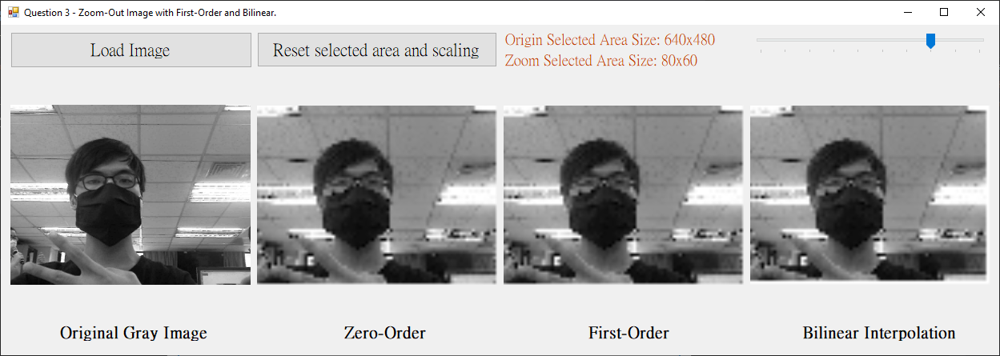 Question 3 - Zoom-Out Image with First-Order and Bilinear.
Load Image
Reset selected area and scaling
Origin Selected Area Size: 640x480
Zoom Selected Area Size: 80x60
Original Gray Image
Zero-Order
First-Order
Bilinear Interpolation